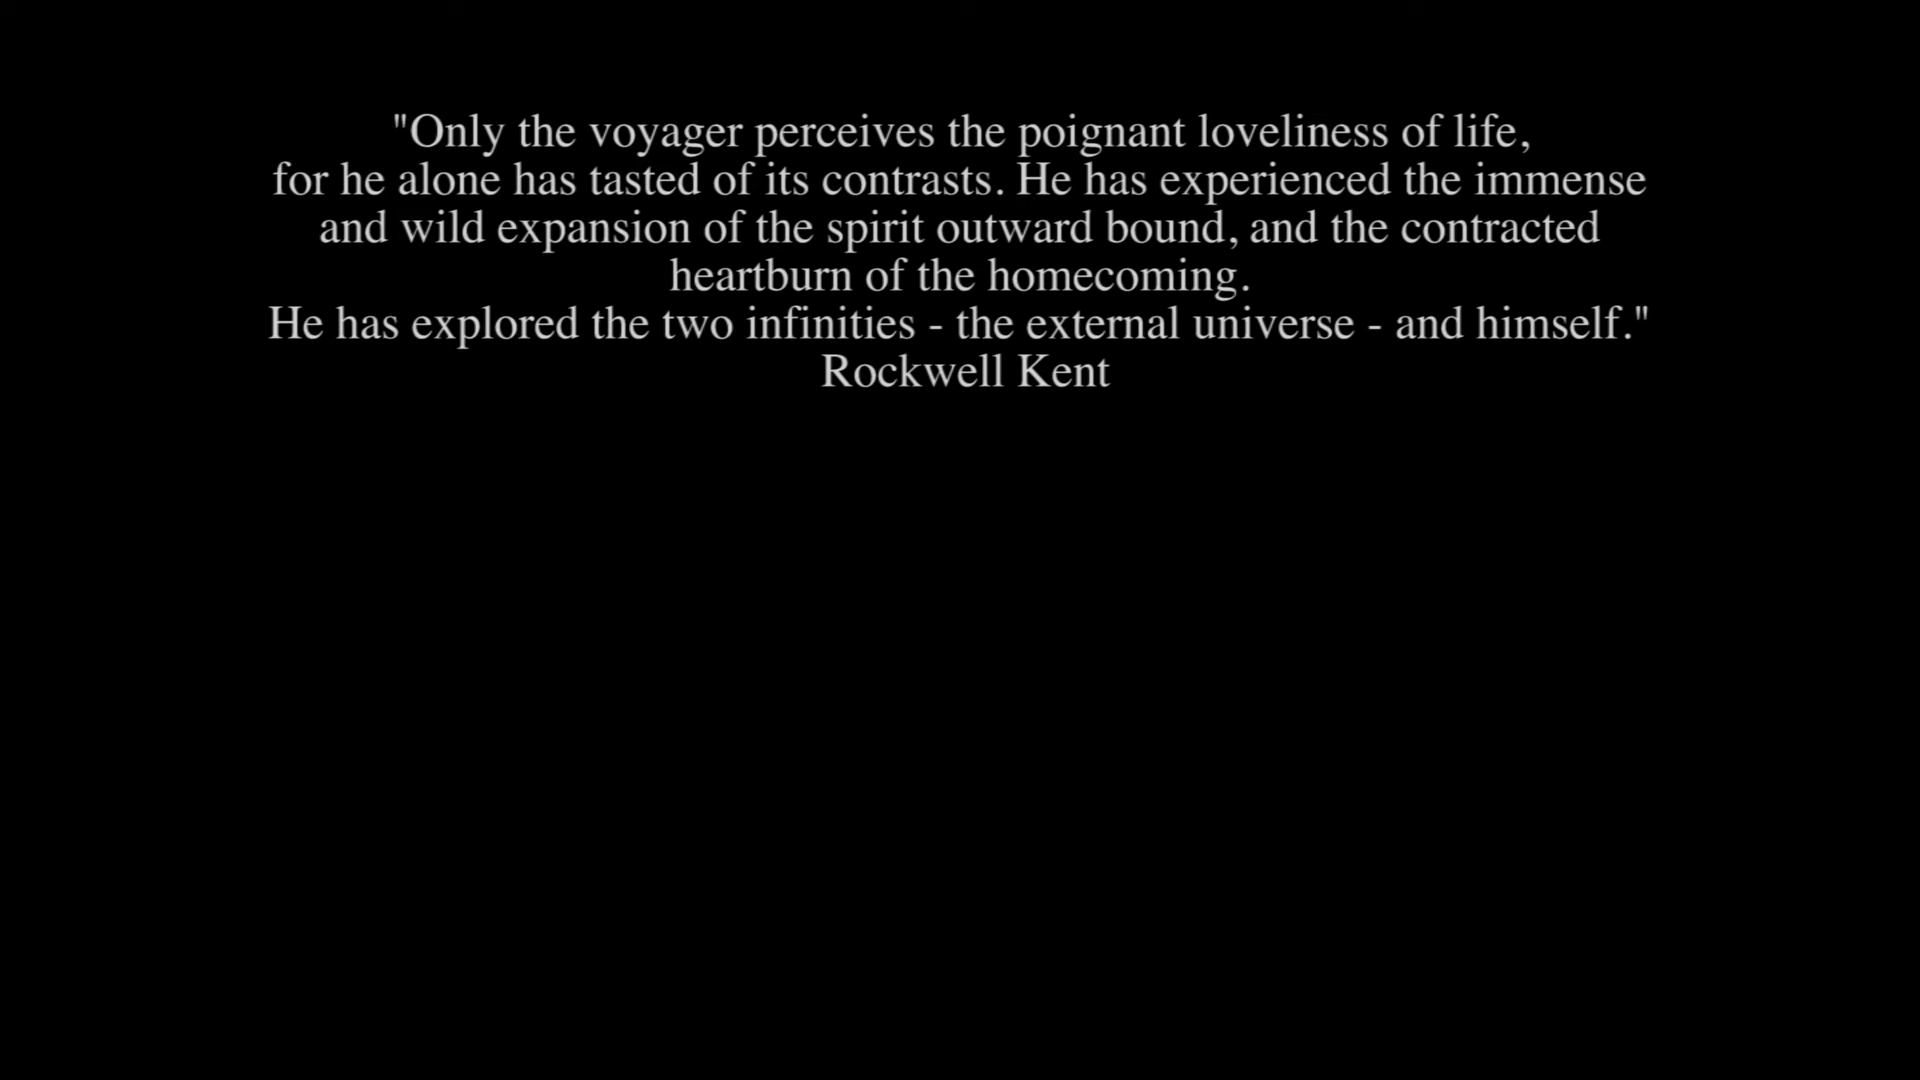 "Only the voyager perceives the poignant loveliness of life,
for he alone has tasted of its contrasts. He has experienced the immense
and wild expansion of the spirit outward bound, and the contracted
heartburn of the homecoming.
He has explored the two infinities - the external universe - and himself."
Rockwell Kent